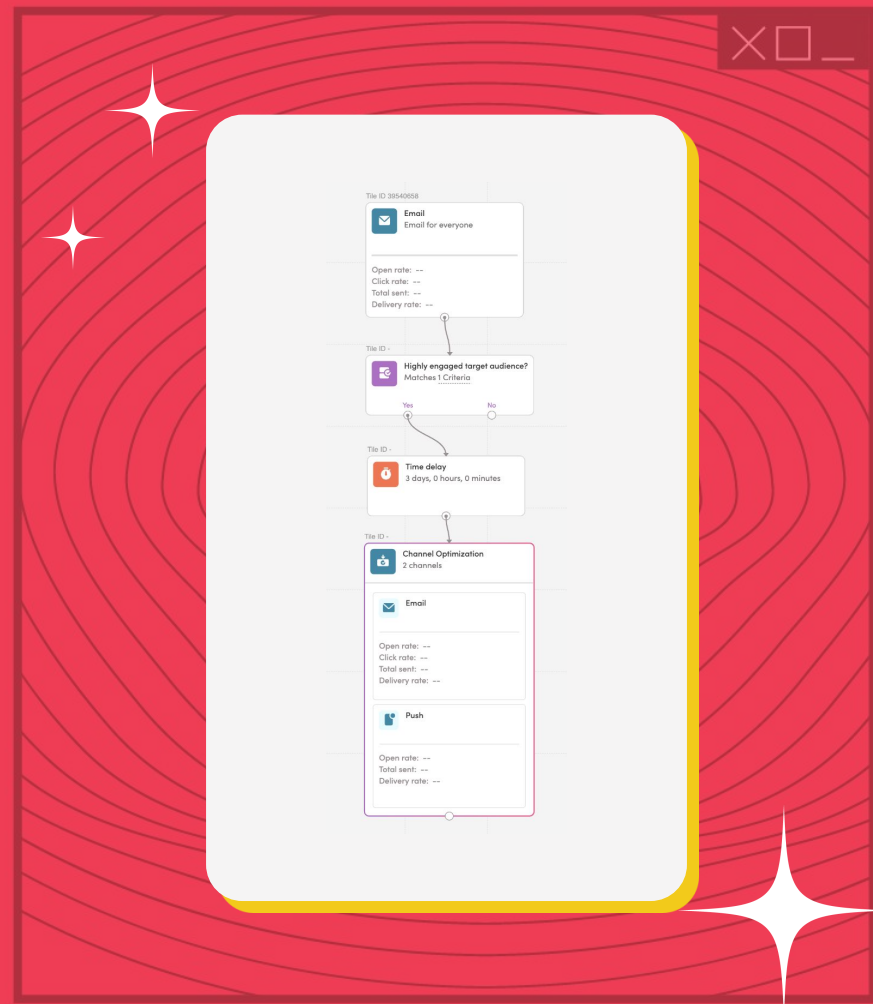 Tile ID 39540658
Email
Email for everyone
Open rate: --
Click rate: --
Total sent: --
Delivery rate: --
Tile ID -
Highly engaged target audience?
Matches 1 Criteria
Yes
No
Tile ID -
Time delay
3 days, 0 hours, 0 minutes
Tile ID -
Channel Optimization
2 channels
Email
Open rate: --
Click rate: --
Total sent: --
Delivery rate: --
Push
Open rate: --
Total sent: --
Delivery rate: --